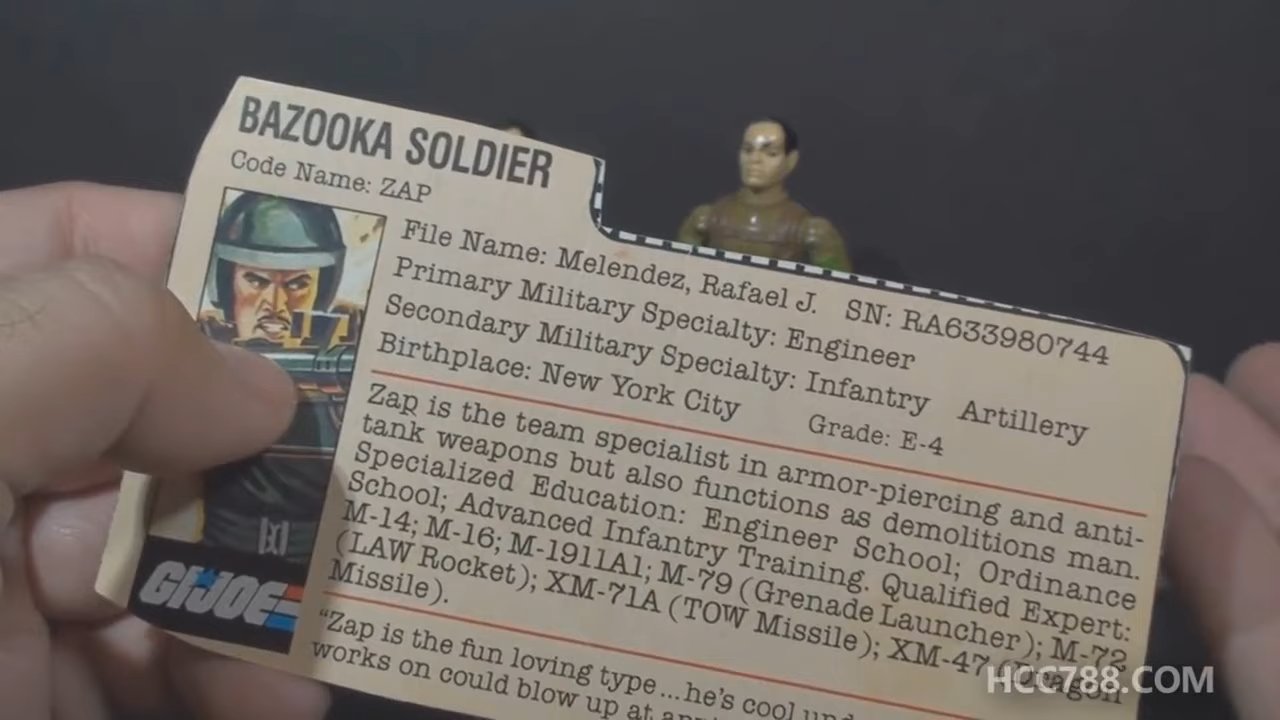 BAZOOKA SOLDIER
Code Name: ZAP
File Name: Melendez, Rafael J. SN: RA633980744
Primary Military Specialty: Engineer
Secondary Military Specialty: Infantry Artillery
Birthplace: New York City Grade: E-4
Zap is the team specialist in armor-piercing and anti-
tank weapons but also functions as demolitions man.
Specialized Education: Engineer School; Ordinance
School; Advanced Infantry Training. Qualified Expert:
M-14; M-16; M-1911A1; M-79 (Grenade Launcher); M-72
(LAW Rocket); XM-71A (TOW Missile); XM-47 (Dragon
Missile).
"Zap is the fun loving type...he's cool
works on could blow up at
GI JOE
HCC788.COM